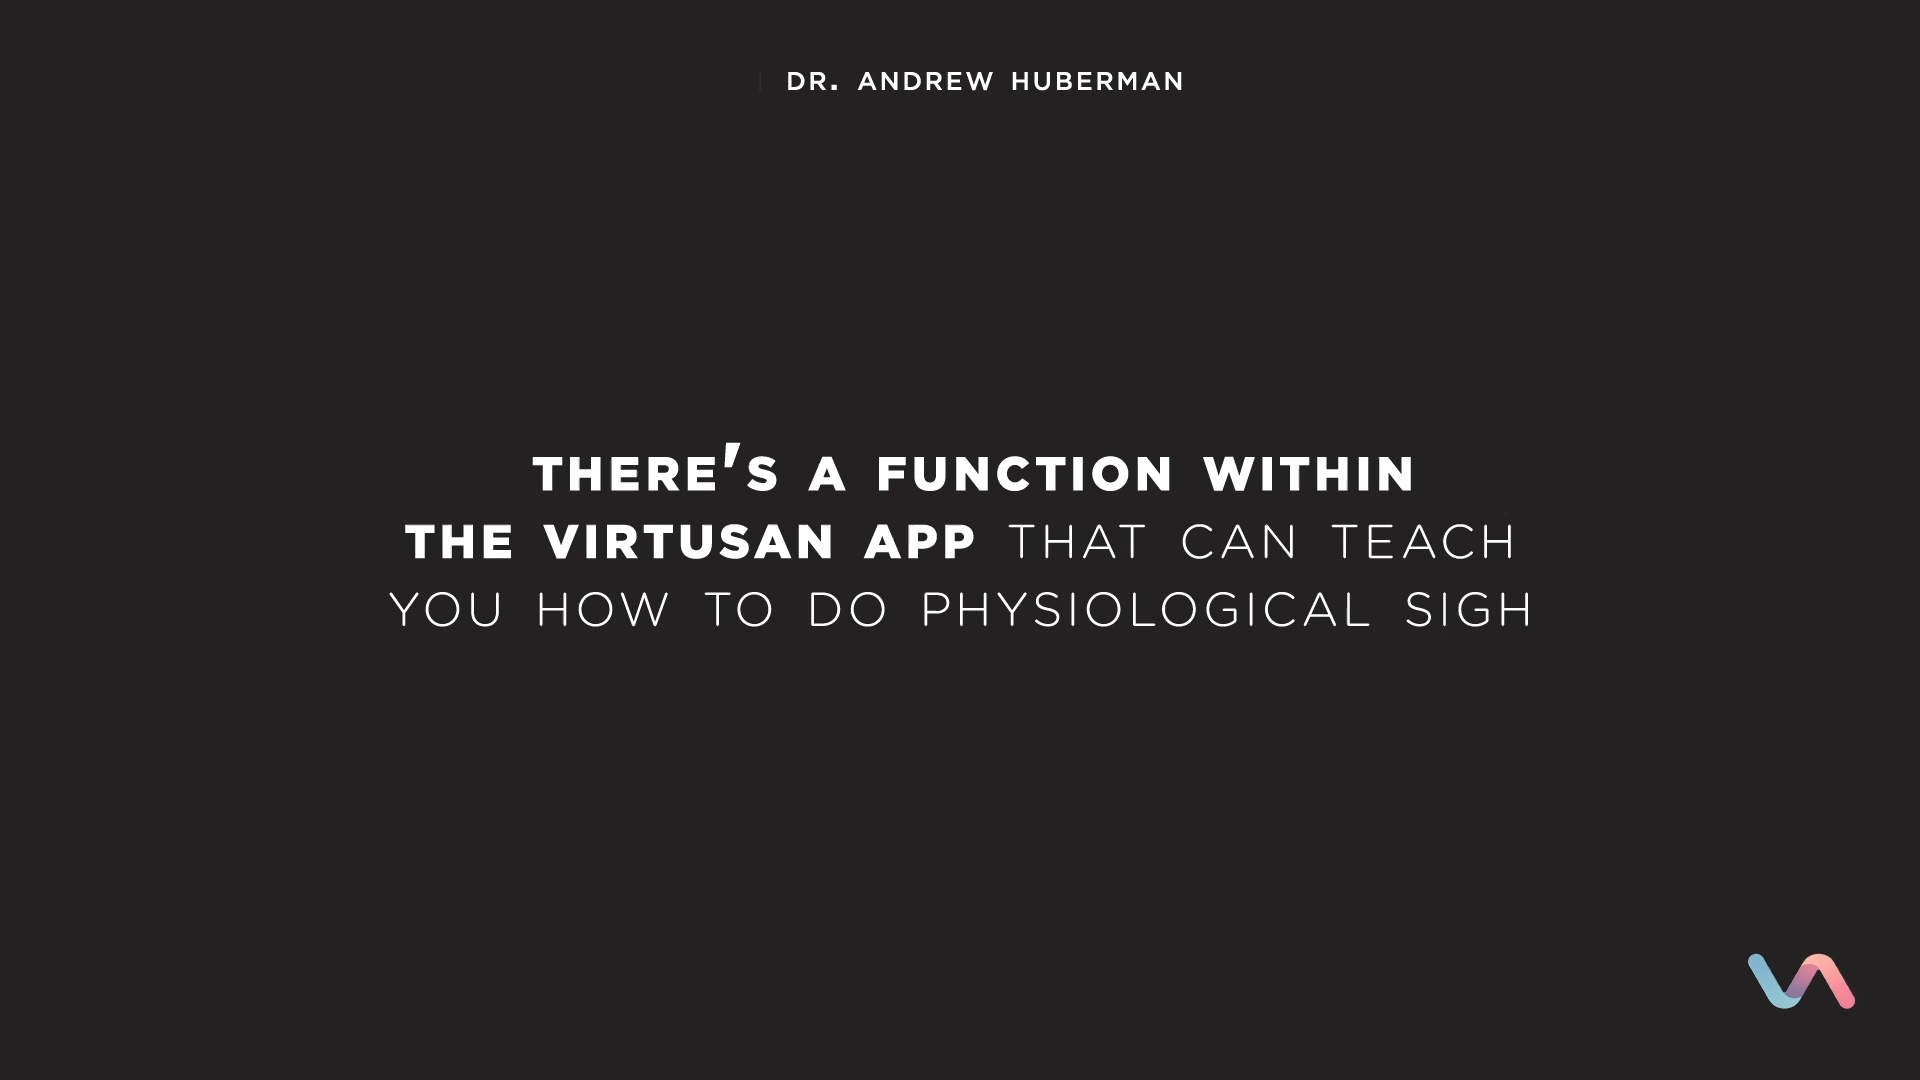 DR. ANDREW HUBERMAN
THERE'S A FUNCTION WITHIN
THE VIRTUSAN APP THAT CAN TEACH
YOU HOW TO DO PHYSIOLOGICAL SIGH